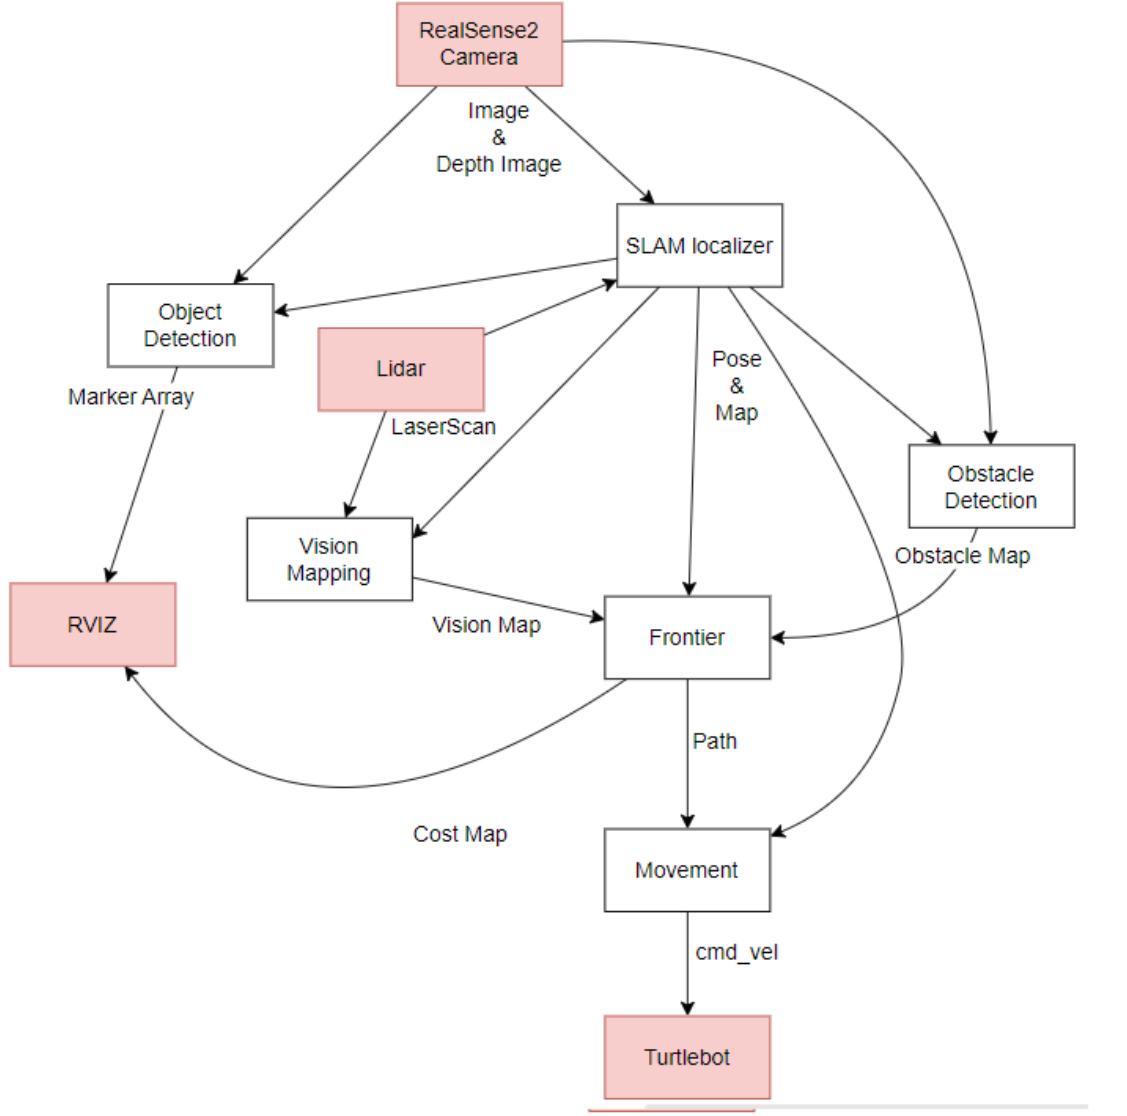 RealSense2
Camera
Image
&
Depth Image
SLAM localizer
Object
Detection
Lidar
Pose
&
Map
Marker Array
LaserScan
Obstacle
Detection
Vision
Mapping
Obstacle Map
RVIZ
Vision Map
Frontier
Path
Cost Map
Movement
cmd_vel
Turtlebot